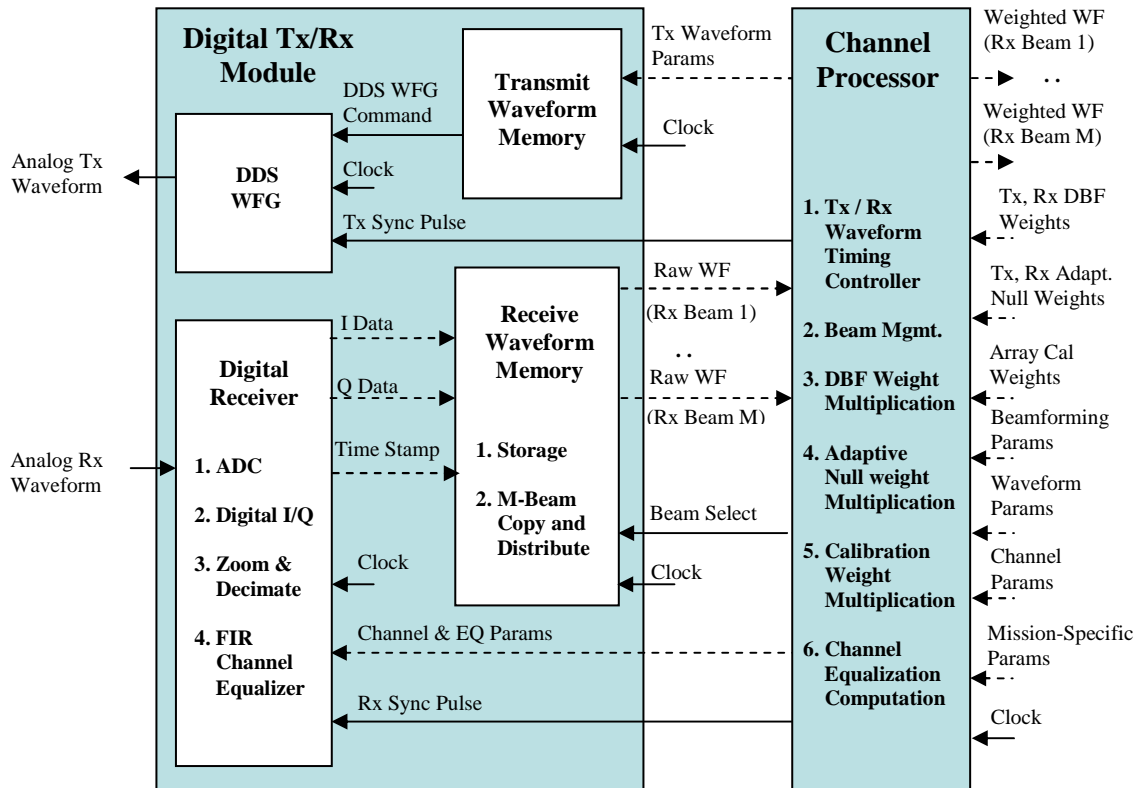 Digital Tx/Rx
Module
DDS WFG
Command
Transmit
Waveform
Memory
Tx Waveform
Params
Clock
Analog Tx
Waveform
DDS
WFG
Clock
Tx Sync Pulse
Digital
Receiver
1. ADC
2. Digital I/Q
3. Zoom &
Decimate
4. FIR
Channel
Equalizer
Analog Rx
Waveform
I Data
Q Data
Time Stamp
Clock
Channel & EQ Params
Rx Sync Pulse
Receive
Waveform
Memory
1. Storage
2. M-Beam
Copy and
Distribute
Raw WF
(Rx Beam 1)
. .
Raw WF
(Rx Beam M)
Beam Select
Clock
Channel
Processor
1. Tx / Rx
Waveform
Timing
Controller
2. Beam Mgmt.
3. DBF Weight
Multiplication
4. Adaptive
Null weight
Multiplication
5. Calibration
Weight
Multiplication
6. Channel
Equalization
Computation
Weighted WF
(Rx Beam 1)
. .
Weighted WF
(Rx Beam M)
Tx, Rx DBF
Weights
Tx, Rx Adapt.
Null Weights
Array Cal
Weights
Beamforming
Params
Waveform
Params
Channel
Params
Mission-Specific
Params
Clock